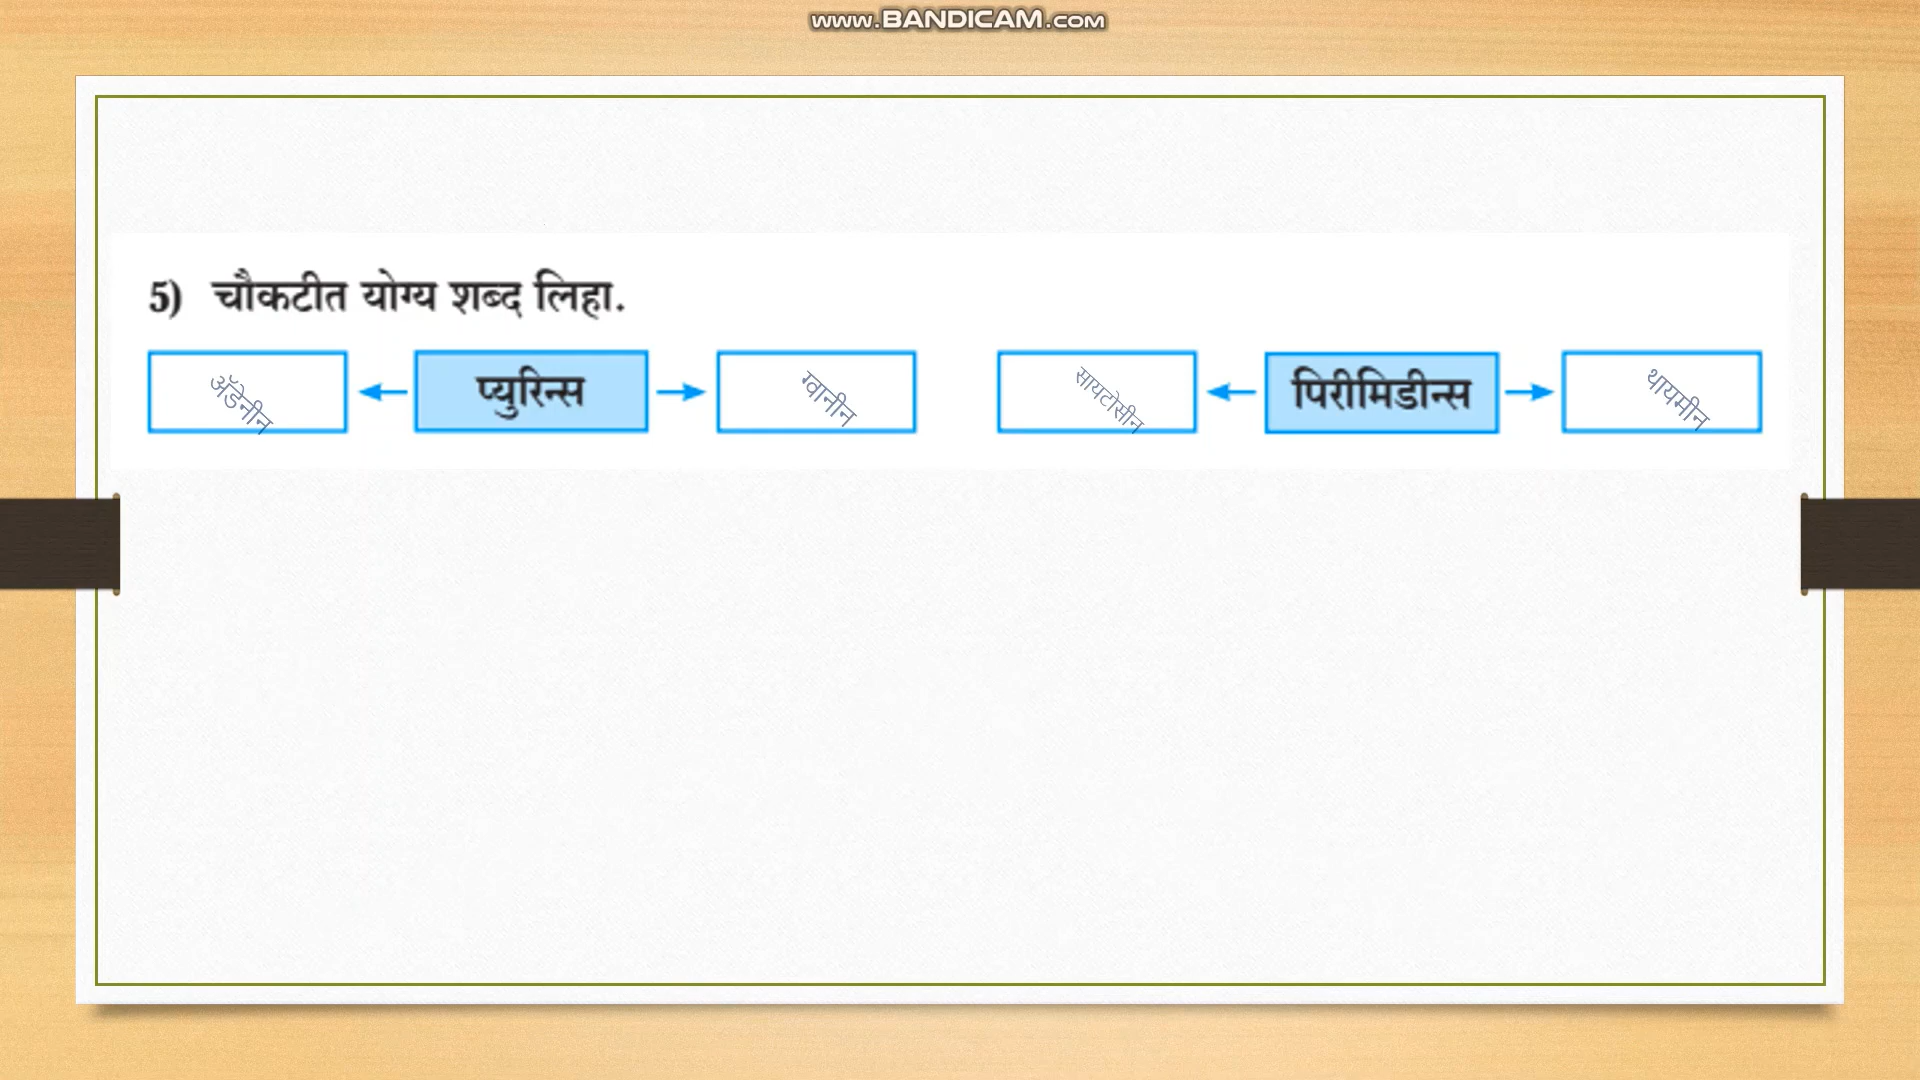 www.BANDICAM.com
5) चौकटीत योग्य शब्द लिहा.
अ‍ॅडेनीन प्युरिन्स ग्वानीन सायटोसीन पिरीमिडीन्स थायमीन